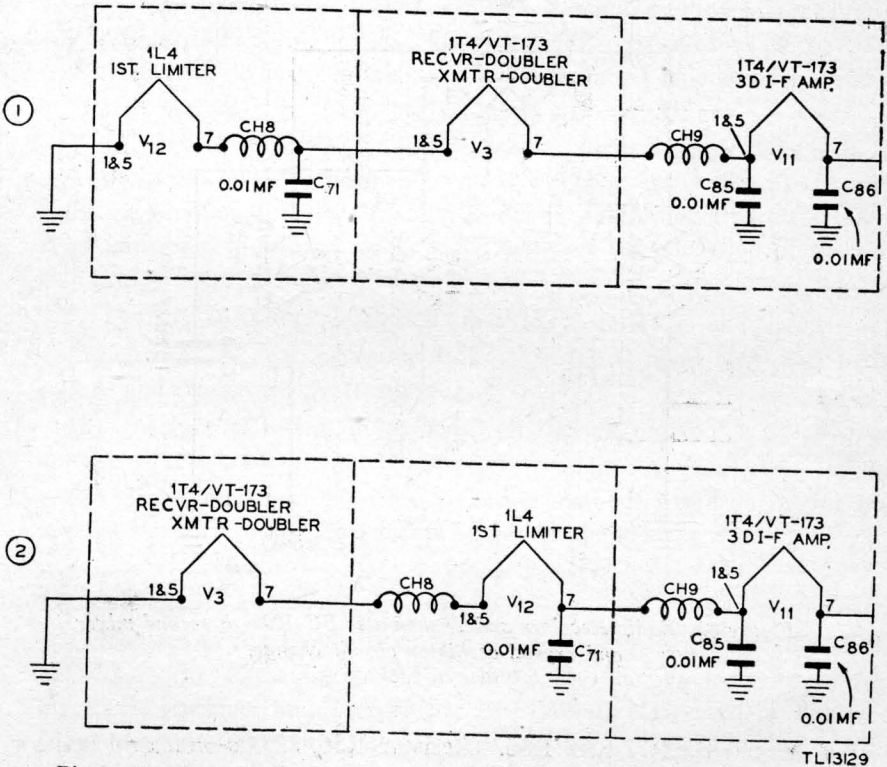 1
1L4
1ST. LIMITER
1&5
V12
7
CH8
0.01MF
C71
1T4/VT-173
RECVR-DOUBLER
XMTR-DOUBLER
1&5
V3
7
CH9
1T4/VT-173
3D I-F AMP.
1&5
V11
7
C85
0.01MF
C86
0.01MF
2
1T4/VT-173
RECVR-DOUBLER
XMTR-DOUBLER
1&5
V3
7
CH8
1L4
1ST LIMITER
1&5
V12
7
0.01MF
C71
CH9
1T4/VT-173
3D I-F AMP.
1&5
V11
7
C85
0.01MF
C86
0.01MF
TL13129